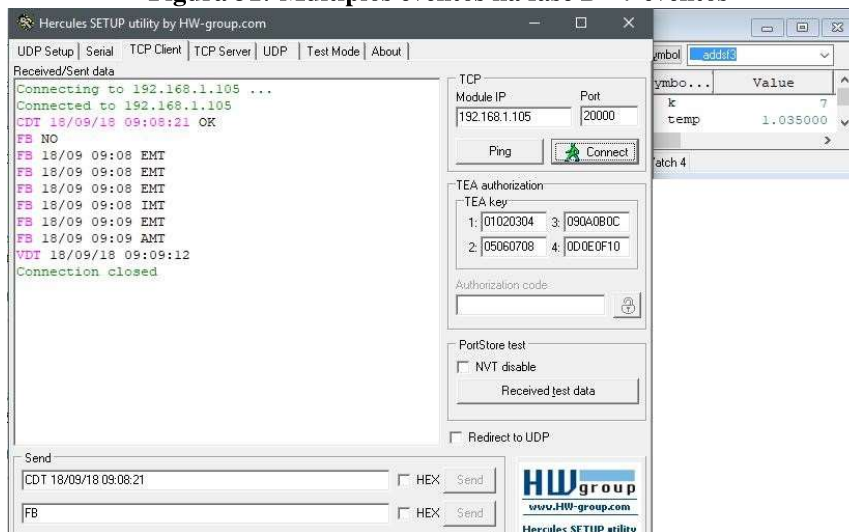 Hercules SETUP utility by HW-group.com
UDP Setup Serial TCP Client TCP Server UDP Test Mode About
Received/Sent data
Connecting to 192.168.1.105 ...
Connected to 192.168.1.105
CDT 18/09/18 09:08:21 OK
FB NO
FB 18/09 09:08 EMT
FB 18/09 09:08 EMT
FB 18/09 09:08 EMT
FB 18/09 09:08 IMT
FB 18/09 09:09 EMT
FB 18/09 09:09 AMT
VDT 18/09/18 09:09:12
Connection closed
TCP
Module IP Port
192.168.1.105 20000
Ping Connect
TEA authorization
TEA key
1: 01020304 3: 090A0B0C
2: 05060708 4: 0D0E0F10
Authorization code
PortStore test
NVT disable
Received test data
Redirect to UDP
Send
CDT 18/09/18 09:08:21 HEX Send
FB HEX Send
HW group
www.HW-group.com
Hercules SETUP utility
ymbol __addsf3
ymbo... Value
k 7
temp 1.035000
atch 4